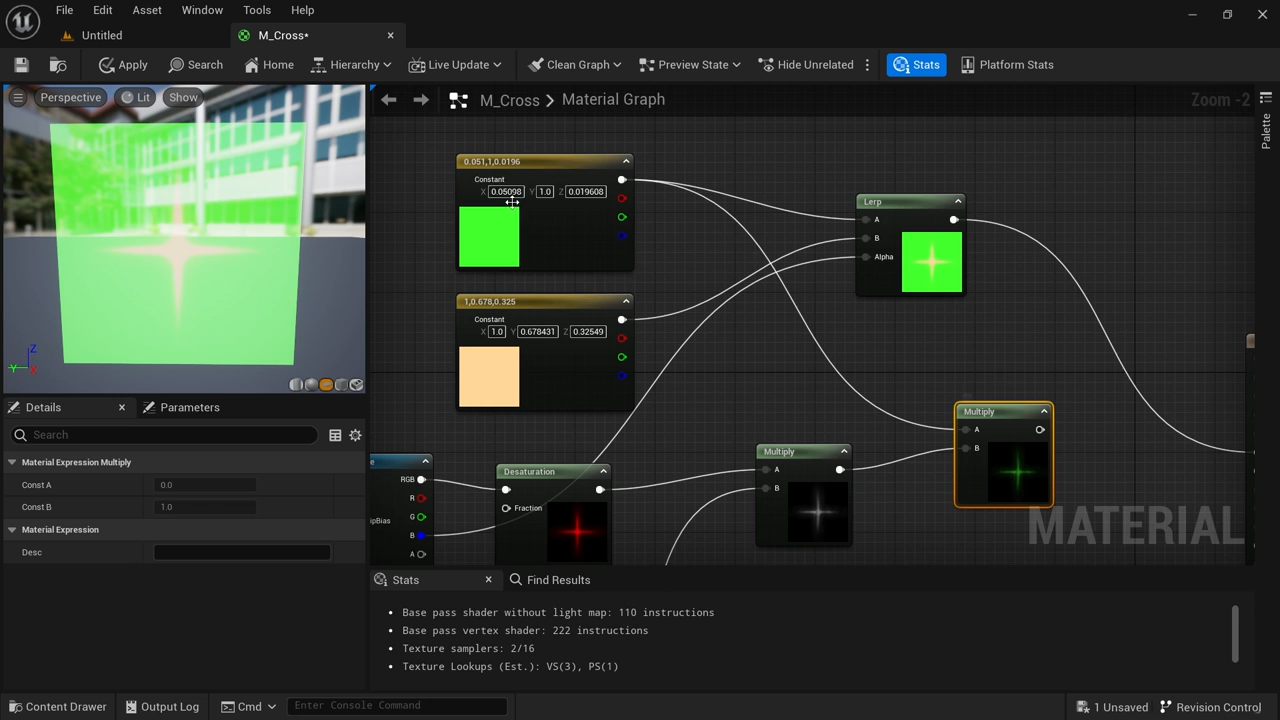 File Edit Asset Window Tools Help
Untitled
M_Cross*
Apply Search Home Hierarchy Live Update Clean Graph Preview State Hide Unrelated Stats Platform Stats
Perspective Lit Show
M_Cross > Material Graph
Zoom -2
Palette
0.051,1,0.0196
Constant
X 0.05098 Y 1.0 Z 0.019608
Lerp
A
B
Alpha
1,0.678,0.325
Constant
X 1.0 Y 0.678431 Z 0.32549
Z
Y
X
Details
Parameters
Search
Material Expression Multiply
Const A 0.0
Const B 1.0
Material Expression
Desc
e
RGB
R
G
ipBias B
A
Desaturation
Fraction
Multiply
A
B
Multiply
A
B
MATERIAL
Stats
Find Results
• Base pass shader without light map: 110 instructions
• Base pass vertex shader: 222 instructions
• Texture samplers: 2/16
• Texture Lookups (Est.): VS(3), PS(1)
Content Drawer Output Log Cmd Enter Console Command 1 Unsaved Revision Control